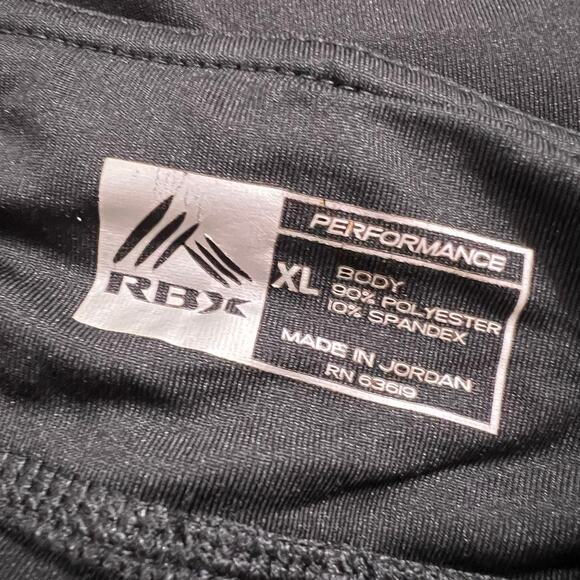 RBX
PERFORMANCE
XL
BODY
90% POLYESTER
10% SPANDEX
MADE IN JORDAN
RN 63619